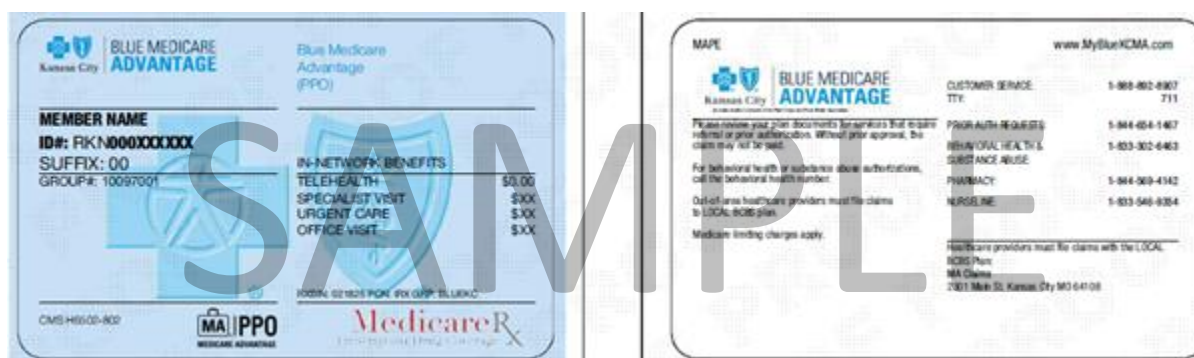 Kansas City
BLUE MEDICARE
ADVANTAGE
Blue Medicare
Advantage
(PPO)
MEMBER NAME
ID#: RKN000XXXXXX
SUFFIX: 00
GROUP#: 10097001
IN-NETWORK BENEFITS
TELEHEALTH $0.00
SPECIALIST VISIT $XX
URGENT CARE $XX
OFFICE VISIT $XX
CMS-H6502-802
MA PPO
MEDICARE ADVANTAGE
MedicareRx
Prescription Drug Coverage
SAMPLE
MAPE www.MyBlueKCMA.com
Kansas City
BLUE MEDICARE
ADVANTAGE
Please review your plan documents for services that require
referral or prior authorization. Without prior approval, the
claim may not be paid.
For behavioral health or substance abuse authorizations,
call the behavioral health number.
Out-of-area healthcare providers must file claims
to LOCAL BCBS plan.
Medicare limiting charges apply.
CUSTOMER SERVICE:
TTY: 711
PRIOR AUTH REQUESTS:
BEHAVIORAL HEALTH &
SUBSTANCE ABUSE:
PHARMACY:
NURSELINE:
Healthcare providers must file claims with the LOCAL
BCBS Plan:
MA Claims
2301 Main St. Kansas City MO 64108